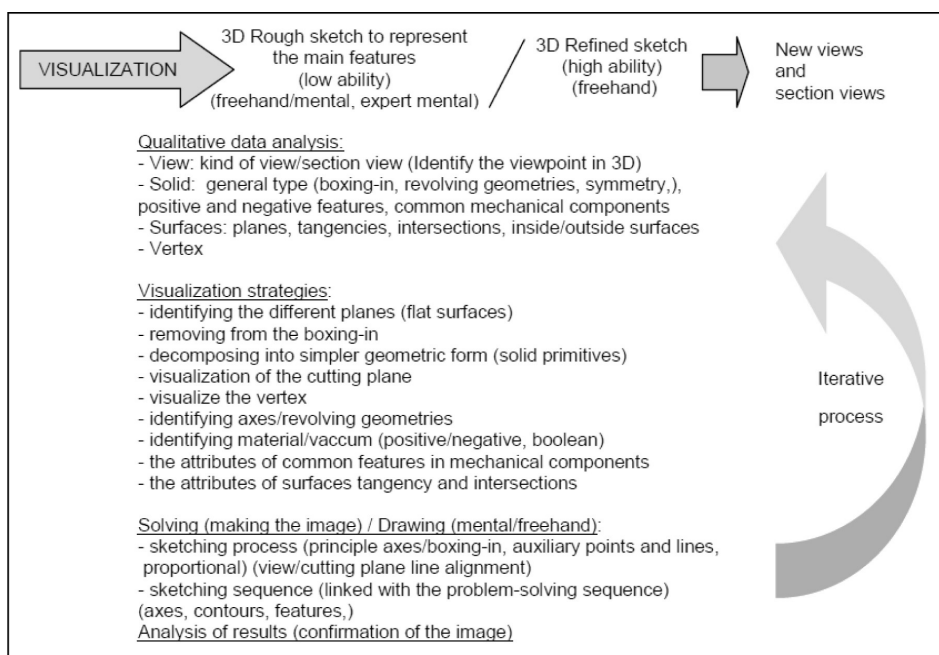 VISUALIZATION
3D Rough sketch to represent
the main features
(low ability)
(freehand/mental, expert mental)
3D Refined sketch
(high ability)
(freehand)
New views
and
section views
Qualitative data analysis:
- View: kind of view/section view (Identify the viewpoint in 3D)
- Solid:  general type (boxing-in, revolving geometries, symmetry,),
positive and negative features, common mechanical components
- Surfaces: planes, tangencies, intersections, inside/outside surfaces
- Vertex
Visualization strategies:
- identifying the different planes (flat surfaces)
- removing from the boxing-in
- decomposing into simpler geometric form (solid primitives)
- visualization of the cutting plane
- visualize the vertex
- identifying axes/revolving geometries
- identifying material/vaccum (positive/negative, boolean)
- the attributes of common features in mechanical components
- the attributes of surfaces tangency and intersections
Iterative
process
Solving (making the image) / Drawing (mental/freehand):
- sketching process (principle axes/boxing-in, auxiliary points and lines,
proportional) (view/cutting plane line alignment)
- sketching sequence (linked with the problem-solving sequence)
(axes, contours, features,)
Analysis of results (confirmation of the image)